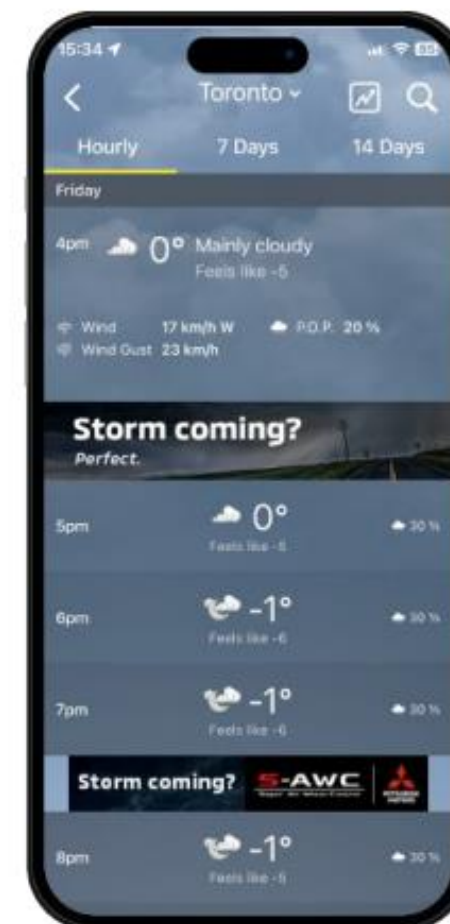 15:34
Toronto
Hourly 7 Days 14 Days
Friday
4pm 0° Mainly cloudy
Feels like -5
Wind 17 km/h W P.O.P. 20 %
Wind Gust 23 km/h
Storm coming?
Perfect.
5pm 0° 30 %
Feels like -5
6pm -1° 30 %
Feels like -6
7pm -1° 30 %
Feels like -6
Storm coming? S-AWC
MITSUBISHI
MOTORS
8pm -1° 30 %
Feels like -5